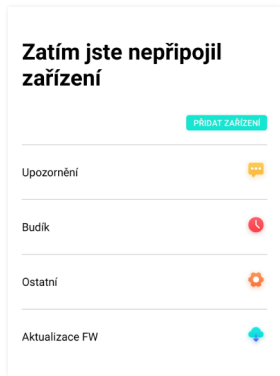 Zatím jste nepřipojil
zařízení
PŘIDAT ZAŘÍZENÍ
Upozornění
Budík
Ostatní
Aktualizace FW